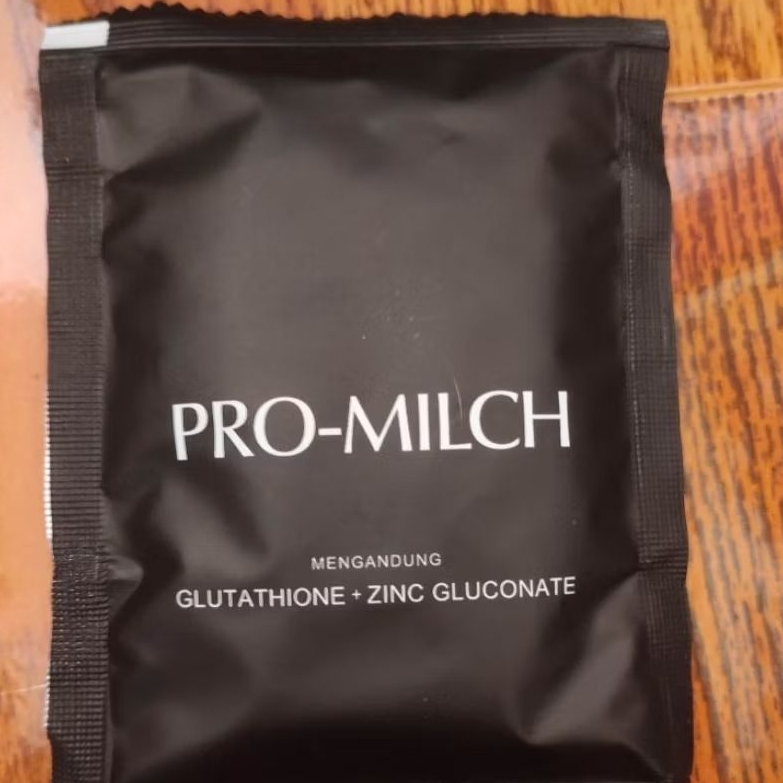 PRO-MILCH
MENGANDUNG
GLUTATHIONE + ZINC GLUCONATE